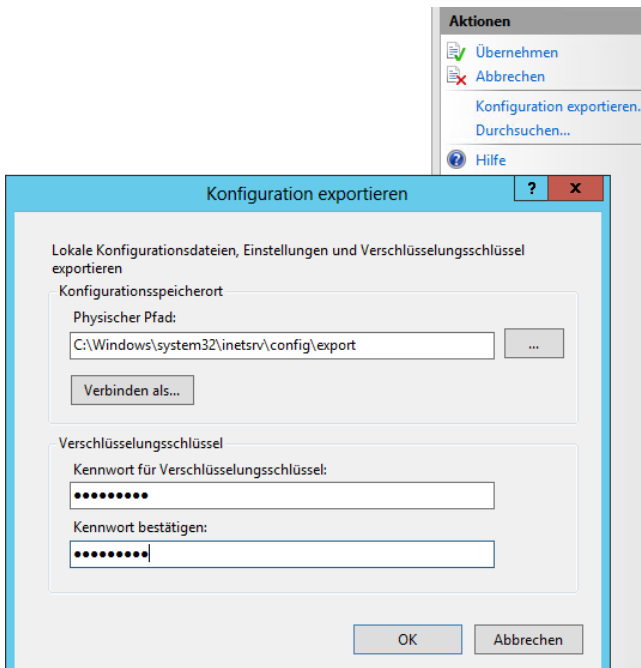 Aktionen
Übernehmen
Abbrechen
Konfiguration exportieren.
Durchsuchen...
Hilfe
Konfiguration exportieren
? x
Lokale Konfigurationsdateien, Einstellungen und Verschlüsselungsschlüssel
exportieren
Konfigurationsspeicherort
Physischer Pfad:
C:\Windows\system32\inetsrv\config\export
...
Verbinden als...
Verschlüsselungsschlüssel
Kennwort für Verschlüsselungsschlüssel:
●●●●●●●●●
Kennwort bestätigen:
●●●●●●●●●
OK
Abbrechen